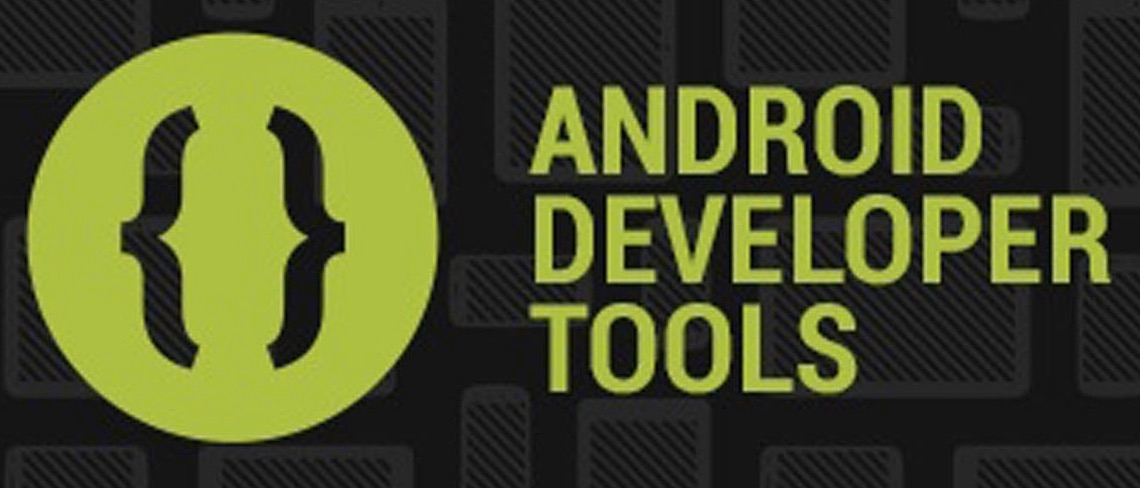 { }
ANDROID
DEVELOPER
TOOLS